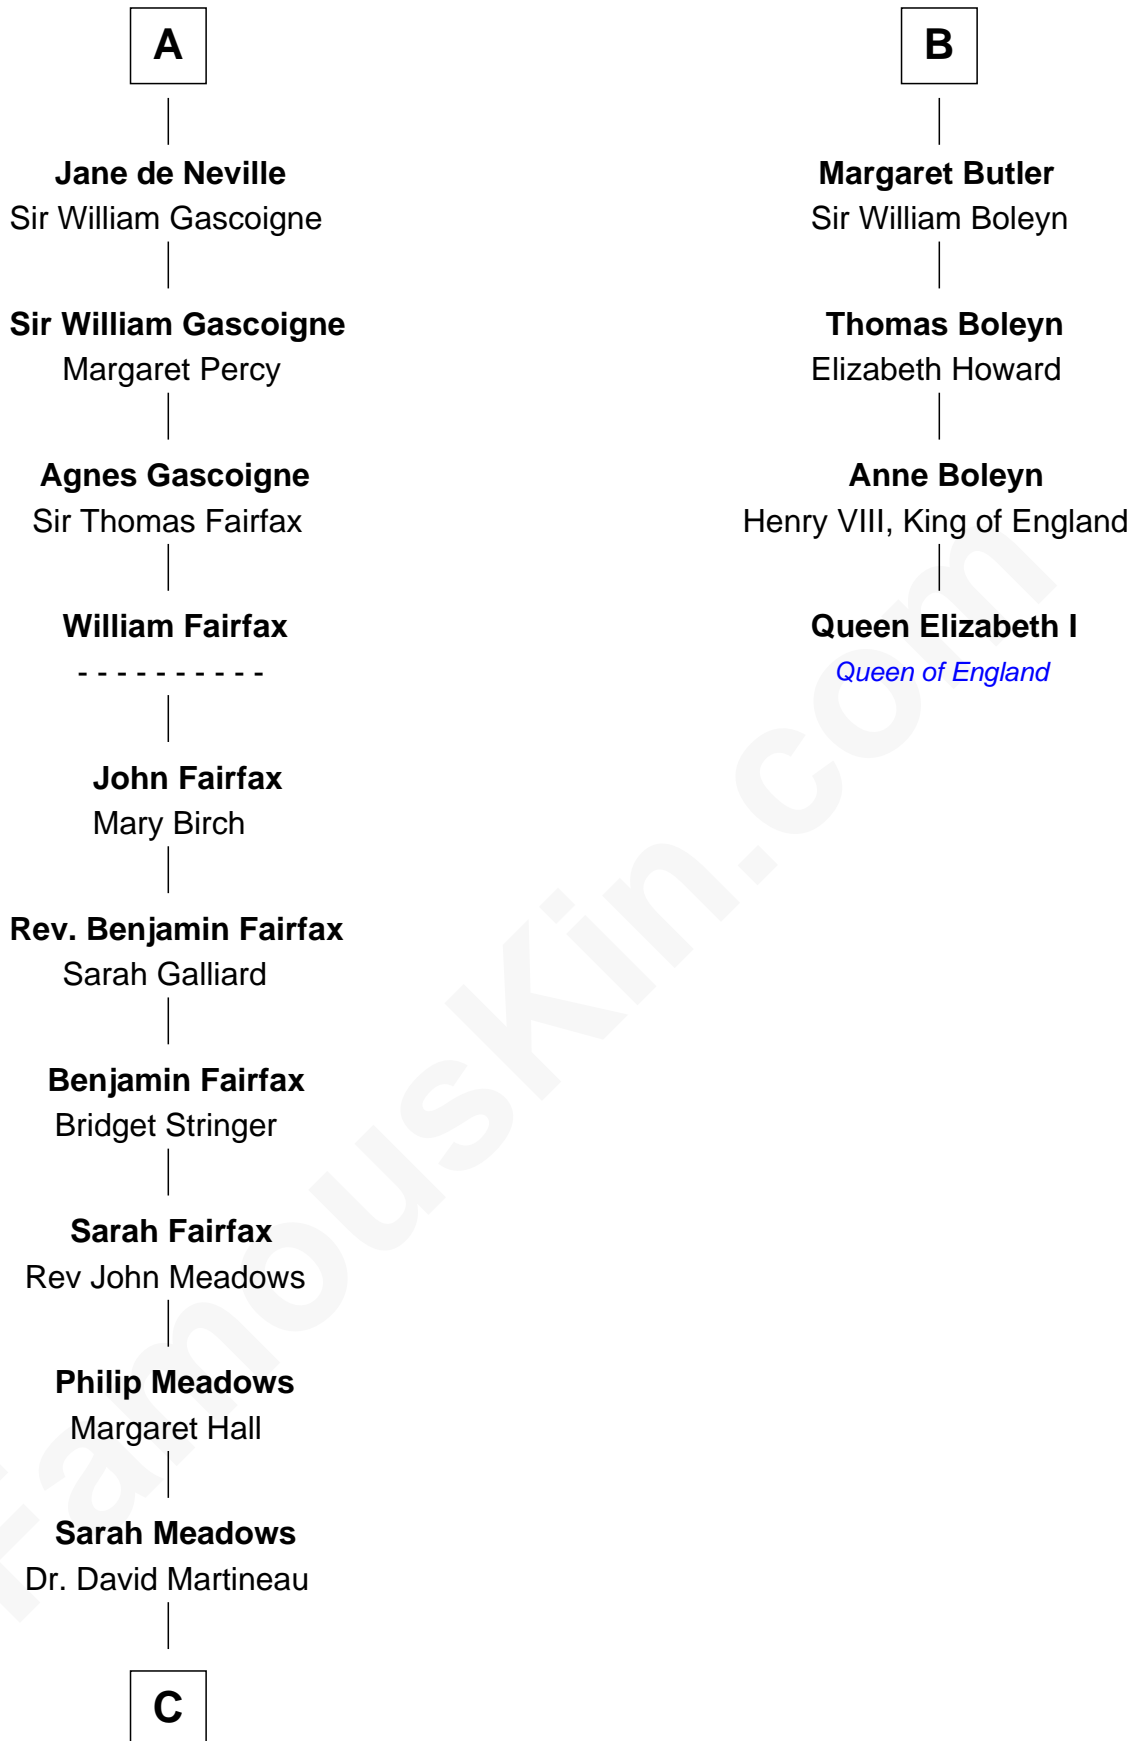 A
Jane de Neville
Sir William Gascoigne
Sir William Gascoigne
Margaret Percy
Agnes Gascoigne
Sir Thomas Fairfax
William Fairfax
- - - - - - - - - -
John Fairfax
Mary Birch
Rev. Benjamin Fairfax
Sarah Galliard
Benjamin Fairfax
Bridget Stringer
Sarah Fairfax
Rev John Meadows
Philip Meadows
Margaret Hall
Sarah Meadows
Dr. David Martineau
C
B
Margaret Butler
Sir William Boleyn
Thomas Boleyn
Elizabeth Howard
Anne Boleyn
Henry VIII, King of England
Queen Elizabeth I
Queen of England
FamousKin.com